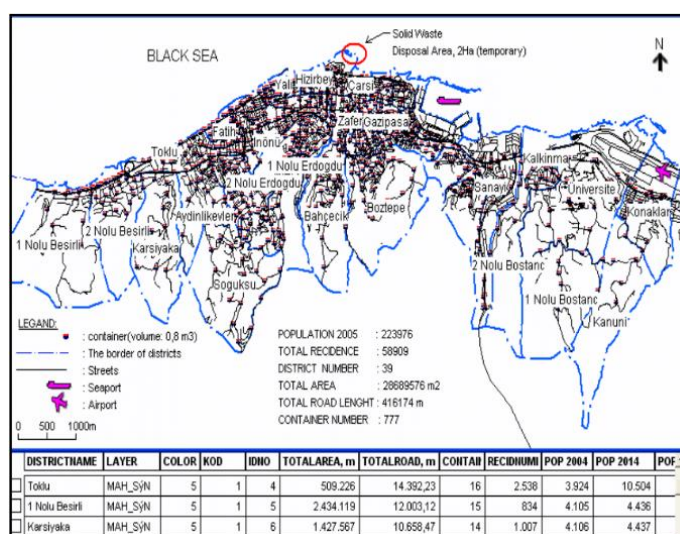 Solid Waste
Disposal Area, 2Ha (temporary)
BLACK SEA
N
Yali
Hizirbey
Carsi
Zafer
Gazipasa
Fatih
Inönü
Toklu
1 Nolu Erdogdu
2 Nolu Erdogdu
Kalkinma
Sanayi
Universite
Konaklar
Aydinlikevler
Bahçecik
Boztepe
2 Nolu Besirli
1 Nolu Besirli
Karsiyaka
Soguksu
2 Nolu Bostanc
1 Nolu Bostanc
Kanuni
LEGAND:
: container(volume: 0,8 m3)
: The border of districts
: Streets
: Seaport
: Airport
0 500 1000m
POPULATION 2005 : 223976
TOTAL RESIDENCE : 58909
DISTRICT NUMBER : 39
TOTAL AREA : 28689576 m2
TOTAL ROAD LENGHT : 416174 m
CONTAINER NUMBER : 777
DISTRICTNAME LAYER COLOR KOD IDNO TOTALAREA, m TOTALROAD, m CONTAII RECIDNUMI POP 2004 POP 2014 POP
Toklu MAH_SýN 5 1 4 509.226 14.392,23 16 2.538 3.924 10.504
1 Nolu Besirli MAH_SýN 5 1 5 2.434.119 12.003,12 15 834 4.105 4.436
Karsiyaka MAH_SýN 5 1 6 1.427.567 10.658,47 14 1.007 4.106 4.437